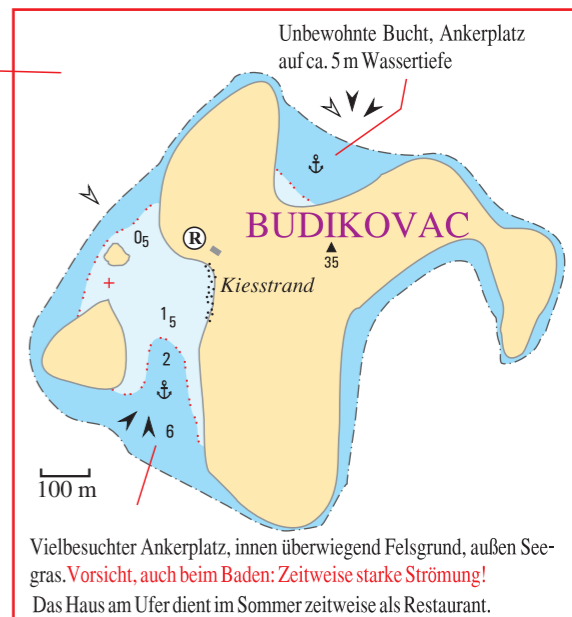 Unbewohnte Bucht, Ankerplatz
auf ca. 5 m Wassertiefe
0₅
R
BUDIKOVAC
35
Kiesstrand
1₅
2
6
100 m
Vielbesuchter Ankerplatz, innen überwiegend Felsgrund, außen See-
gras. Vorsicht, auch beim Baden: Zeitweise starke Strömung!
Das Haus am Ufer dient im Sommer zeitweise als Restaurant.